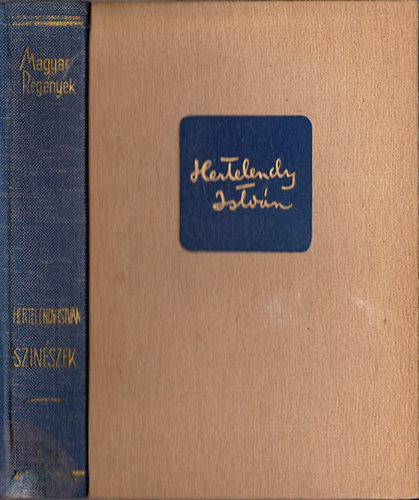 Magyar
Regények
HERTELENDY ISTVÁN
SZINÉSZEK
Hertelendy
István